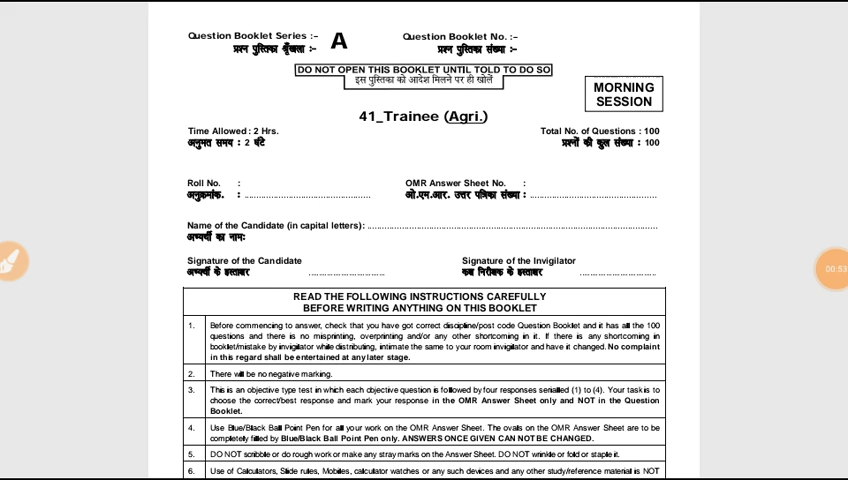 Question Booklet Series :– A Question Booklet No. :–
प्रश्न पुस्तिका श्रृँखला :– प्रश्न पुस्तिका संख्या :–
DO NOT OPEN THIS BOOKLET UNTIL TOLD TO DO SO
इस पुस्तिका को आदेश मिलने पर ही खोलें
MORNING
SESSION
41_Trainee (Agri.)
Time Allowed : 2 Hrs. Total No. of Questions : 100
अनुमत समय : 2 घंटे प्रश्नों की कुल संख्या : 100
Roll No. : OMR Answer Sheet No. :
अनुक्रमांक. : ओ.एम.आर. उत्तर पत्रिका संख्या :
Name of the Candidate (in capital letters):
अभ्यर्थी का नामः
Signature of the Candidate Signature of the Invigilator
अभ्यर्थी के हस्ताक्षर कक्ष निरीक्षक के हस्ताक्षर
READ THE FOLLOWING INSTRUCTIONS CAREFULLY
BEFORE WRITING ANYTHING ON THIS BOOKLET
1. Before commencing to answer, check that you have got correct discipline/post code Question Booklet and it has all the 100
questions and there is no misprinting, overprinting and/or any other shortcoming in it. If there is any shortcoming in
booklet/mistake by invigilator while distributing, intimate the same to your room invigilator and have it changed. No complaint
in this regard shall be entertained at any later stage.
2. There will be no negative marking.
3. This is an objective type test in which each objective question is followed by four responses serialled (1) to (4). Your task is to
choose the correct/best response and mark your response in the OMR Answer Sheet only and NOT in the Question
Booklet.
4. Use Blue/Black Ball Point Pen for all your work on the OMR Answer Sheet. The ovals on the OMR Answer Sheet are to be
completely filled by Blue/Black Ball Point Pen only. ANSWERS ONCE GIVEN CAN NOT BE CHANGED.
5. DO NOT scribble or do rough work or make any stray marks on the Answer Sheet. DO NOT wrinkle or fold or staple it.
6. Use of Calculators, Slide rules, Mobiles, calculator watches or any such devices and any other study/reference material is NOT
00:53